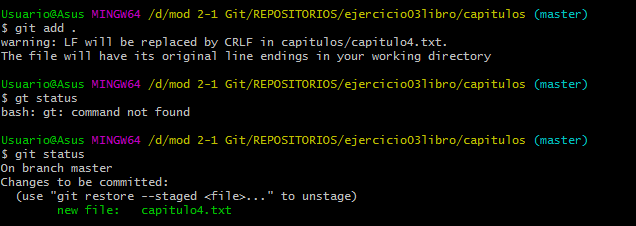 Usuario@Asus MINGW64 /d/mod 2-1 Git/REPOSITORIOS/ejercicio03libro/capitulos (master)
$ git add .
warning: LF will be replaced by CRLF in capitulos/capitulo4.txt.
The file will have its original line endings in your working directory
Usuario@Asus MINGW64 /d/mod 2-1 Git/REPOSITORIOS/ejercicio03libro/capitulos (master)
$ gt status
bash: gt: command not found
Usuario@Asus MINGW64 /d/mod 2-1 Git/REPOSITORIOS/ejercicio03libro/capitulos (master)
$ git status
On branch master
Changes to be committed:
  (use "git restore --staged <file>..." to unstage)
        new file:   capitulo4.txt